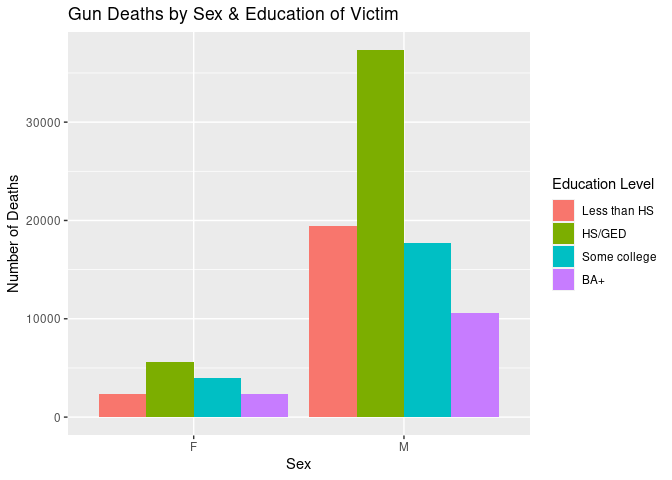 Gun Deaths by Sex & Education of Victim
Number of Deaths
30000
20000
10000
0
F
M
Sex
Education Level
Less than HS
HS/GED
Some college
BA+